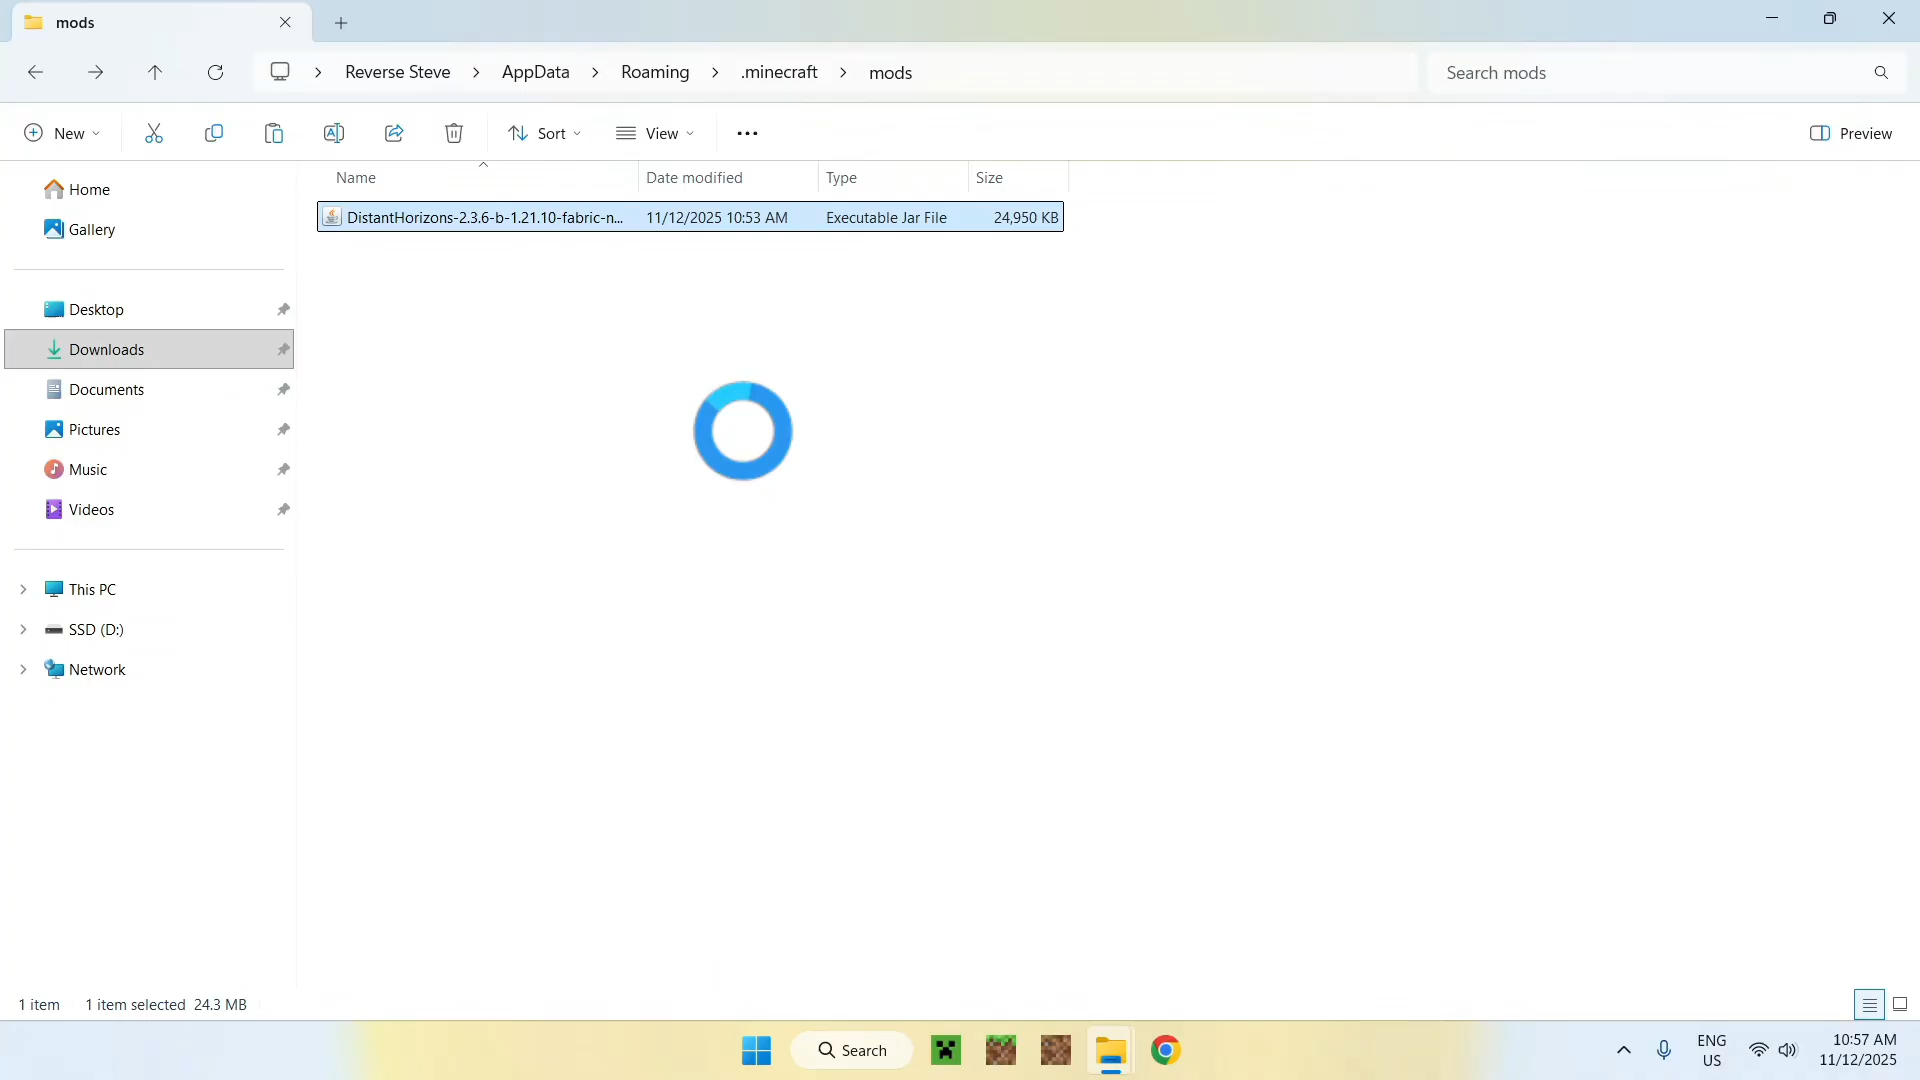 mods
Reverse Steve
AppData
Roaming
.minecraft
mods
Search mods
New
Sort
View
Preview
Name
Date modified
Type
Size
DistantHorizons-2.3.6-b-1.21.10-fabric-n...
11/12/2025 10:53 AM
Executable Jar File
24,950 KB
Home
Gallery
Desktop
Downloads
Documents
Pictures
Music
Videos
This PC
SSD (D:)
Network
1 item
1 item selected 24.3 MB
Search
ENG
US
10:57 AM
11/12/2025